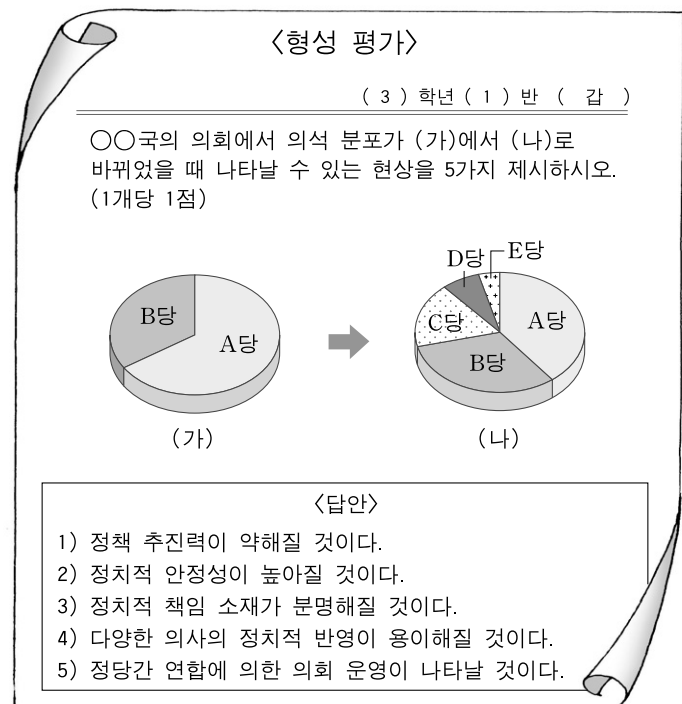 〈형성 평가〉
( 3 ) 학년 ( 1 ) 반 ( 갑 )
○○국의 의회에서 의석 분포가 (가)에서 (나)로
바뀌었을 때 나타날 수 있는 현상을 5가지 제시하시오.
(1개당 1점)
B당
A당
(가)
D당
E당
C당
A당
B당
(나)
〈답안〉
1) 정책 추진력이 약해질 것이다.
2) 정치적 안정성이 높아질 것이다.
3) 정치적 책임 소재가 분명해질 것이다.
4) 다양한 의사의 정치적 반영이 용이해질 것이다.
5) 정당간 연합에 의한 의회 운영이 나타날 것이다.